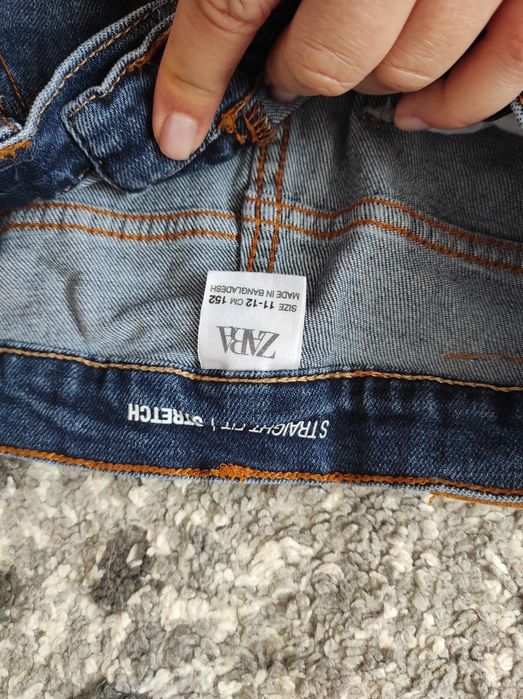 ZARA
SIZE 11-12 CM 152
MADE IN BANGLADESH
STRAIGHT FIT \ STRETCH